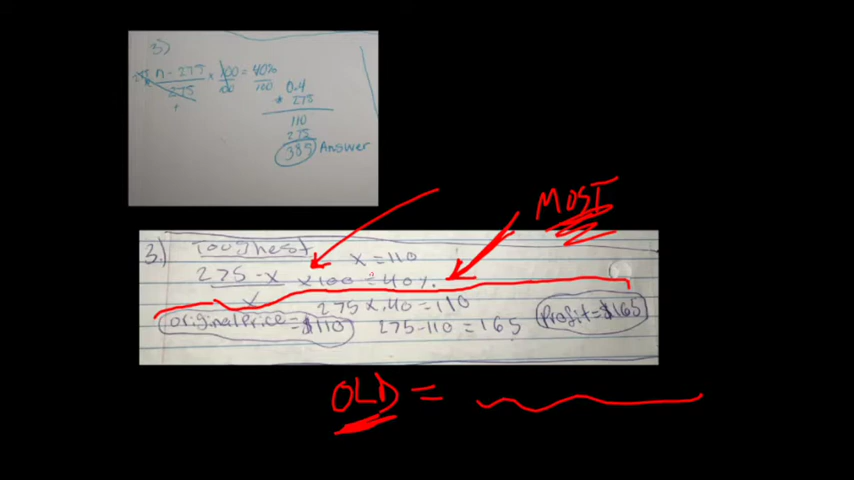 3)
n - 275 x 100 = 40%
275 100 100
0.4
275
110
275
385 Answer
MOST
3.) Toughest x = 110
275 - x x 100 = 40%
x
275 x .40 = 110
original Price = $110 275 - 110 = 165 Profit = $165
OLD =